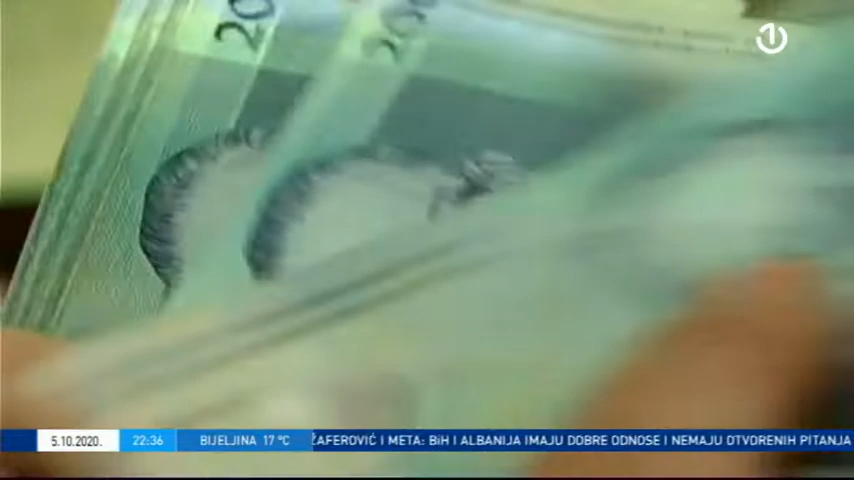 20
20
1
5.10.2020. 22:36 BIJELJINA 17 °C ŽAFEROVIĆ I META: BiH I ALBANIJA IMAJU DOBRE ODNOSE I NEMAJU OTVORENIH PITANJA